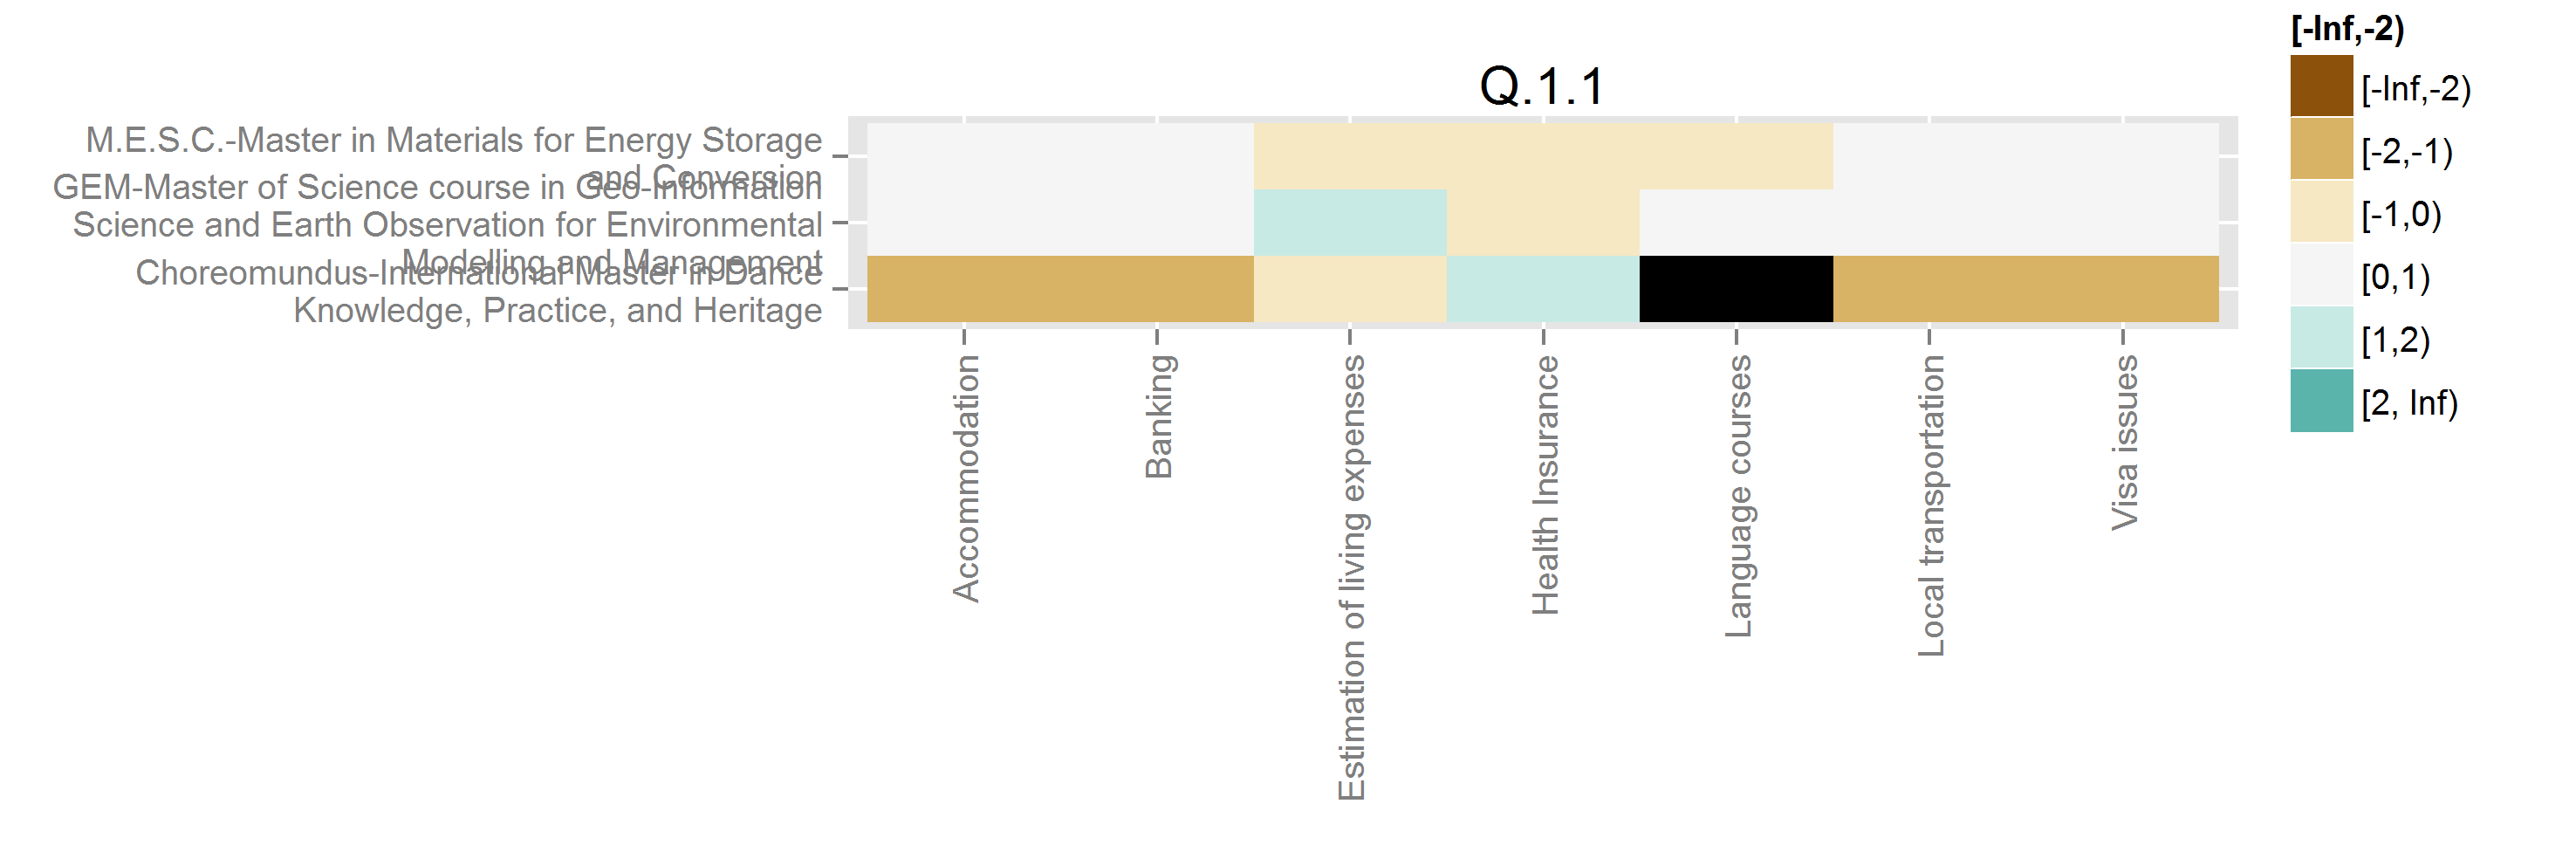 [-Inf,-2)
Q.1.1
M.E.S.C.-Master in Materials for Energy Storage
and Conversion
GEM-Master of Science course in Geo-Information
Science and Earth Observation for Environmental
Modelling and Management
Choreomundus-International Master in Dance
Knowledge, Practice, and Heritage
[-Inf,-2)
[-2,-1)
[-1,0)
[0,1)
[1,2)
[2, Inf)
Accommodation
Banking
Estimation of living expenses
Health Insurance
Language courses
Local transportation
Visa issues